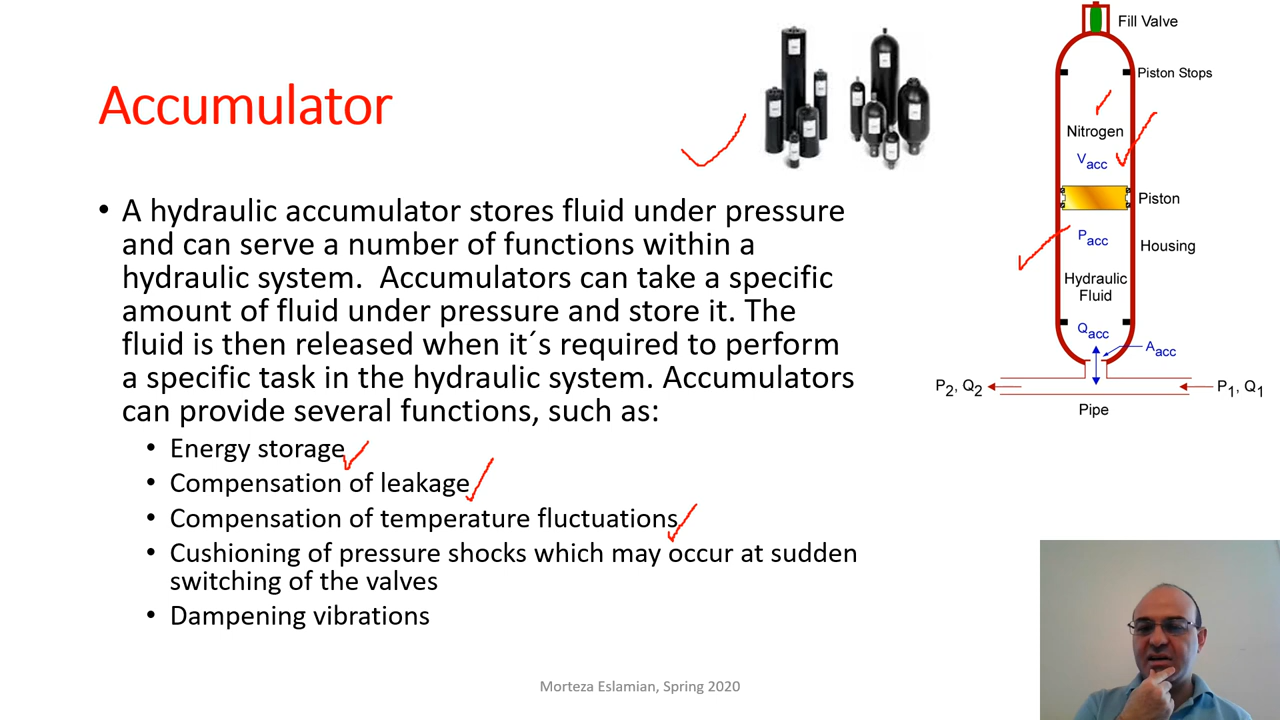 Accumulator
• A hydraulic accumulator stores fluid under pressure
and can serve a number of functions within a
hydraulic system.  Accumulators can take a specific
amount of fluid under pressure and store it. The
fluid is then released when it´s required to perform
a specific task in the hydraulic system. Accumulators
can provide several functions, such as:
• Energy storage
• Compensation of leakage
• Compensation of temperature fluctuations
• Cushioning of pressure shocks which may occur at sudden
switching of the valves
• Dampening vibrations
Fill Valve
Piston Stops
Nitrogen
Vacc
Piston
Pacc
Housing
Hydraulic
Fluid
Qacc
Aacc
P2, Q2
P1, Q1
Pipe
Morteza Eslamian, Spring 2020